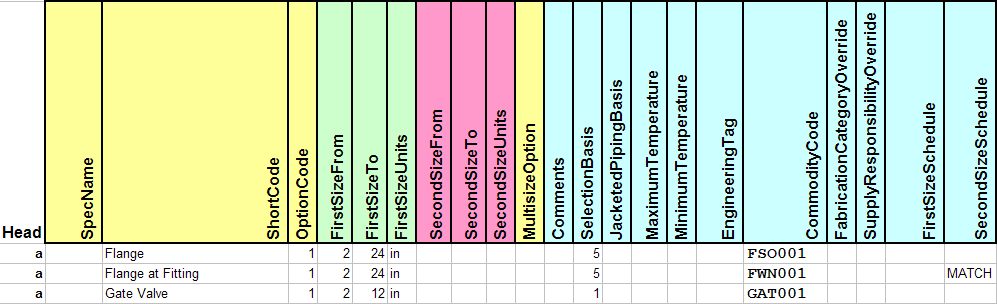 Head SpecName ShortCode OptionCode FirstSizeFrom FirstSizeTo FirstSizeUnits SecondSizeFrom SecondSizeTo SecondSizeUnits MultisizeOption Comments SelectionBasis JacketedPipingBasis MaximumTemperature MinimumTemperature EngineeringTag CommodityCode FabricationCategoryOverride SupplyResponsibilityOverride FirstSizeSchedule SecondSizeSchedule
a Flange 1 2 24 in 5 FSO001
a Flange at Fitting 1 2 24 in 5 FWN001 MATCH
a Gate Valve 1 2 12 in 1 GAT001